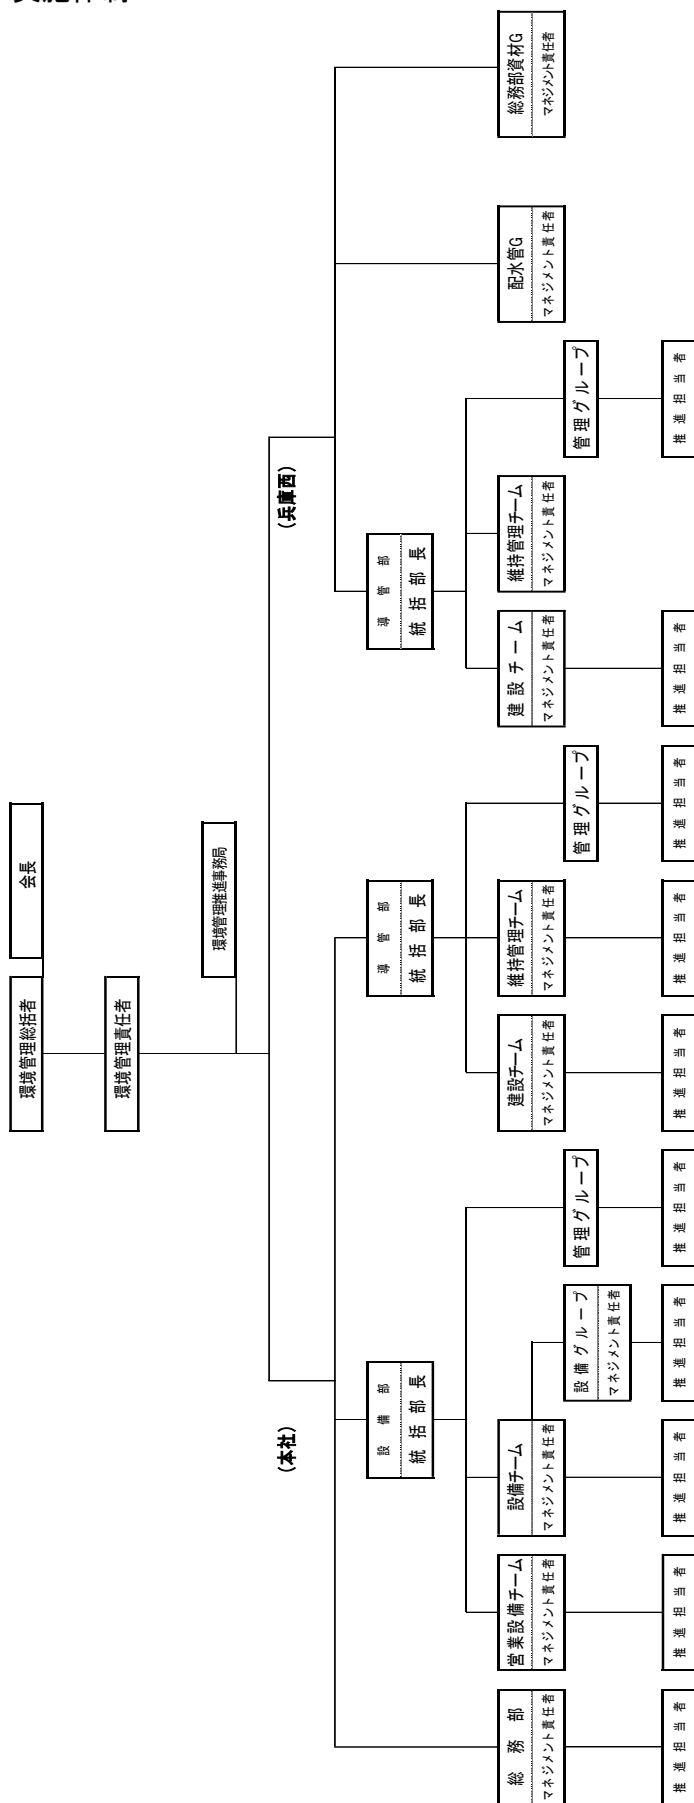 会長
環境管理総括者
環境管理責任者
環境管理推進事務局
(本社)
(兵庫西)
設備部
統括部長
導管部
統括部長
導管部
統括部長
総務部
マネジメント責任者
営業設備チーム
マネジメント責任者
設備チーム
マネジメント責任者
設備グループ
マネジメント責任者
管理グループ
建設チーム
マネジメント責任者
維持管理チーム
マネジメント責任者
管理グループ
建設チーム
マネジメント責任者
維持管理チーム
マネジメント責任者
管理グループ
配水管G
マネジメント責任者
総務部資材G
マネジメント責任者
推進担当者
推進担当者
推進担当者
推進担当者
推進担当者
推進担当者
推進担当者
推進担当者
推進担当者
推進担当者